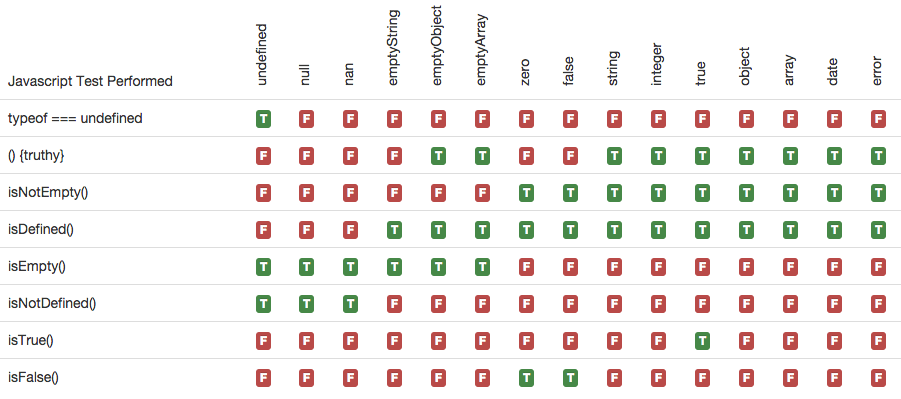 Javascript Test Performed undefined null nan emptyString emptyObject emptyArray zero false string integer true object array date error
typeof === undefined T F F F F F F F F F F F F F F
() {truthy} F F F F T T F F T T T T T T T
isNotEmpty() F F F F F F T T T T T T T T T
isDefined() F F F T T T T T T T T T T T T
isEmpty() T T T T T T F F F F F F F F F
isNotDefined() T T T F F F F F F F F F F F F
isTrue() F F F F F F F F F F T F F F F
isFalse() F F F F F F T T F F F F F F F